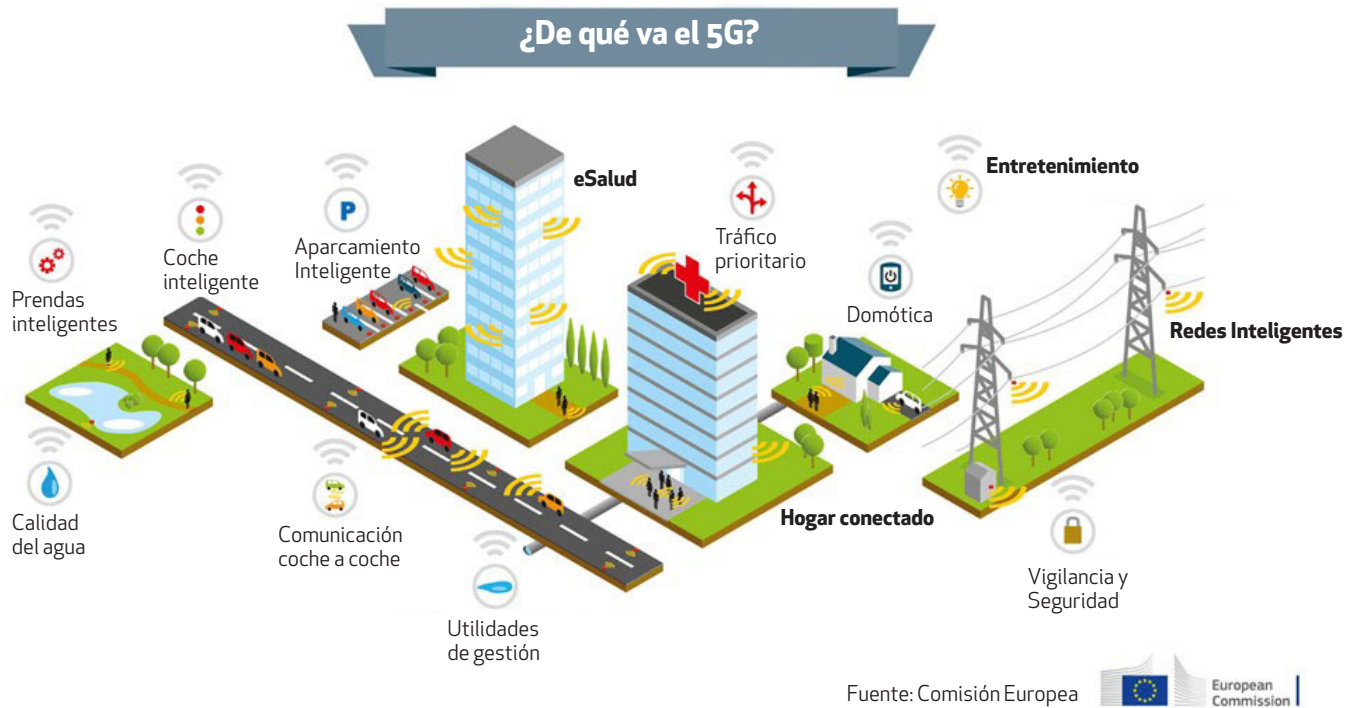 ¿De qué va el 5G?
eSalud
Entretenimiento
P
Aparcamiento
Inteligente
Coche
inteligente
Tráfico
prioritario
Prendas
inteligentes
Domótica
Redes Inteligentes
Calidad
del agua
Comunicación
coche a coche
Hogar conectado
Vigilancia y
Seguridad
Utilidades
de gestión
Fuente: Comisión Europea
European
Commission